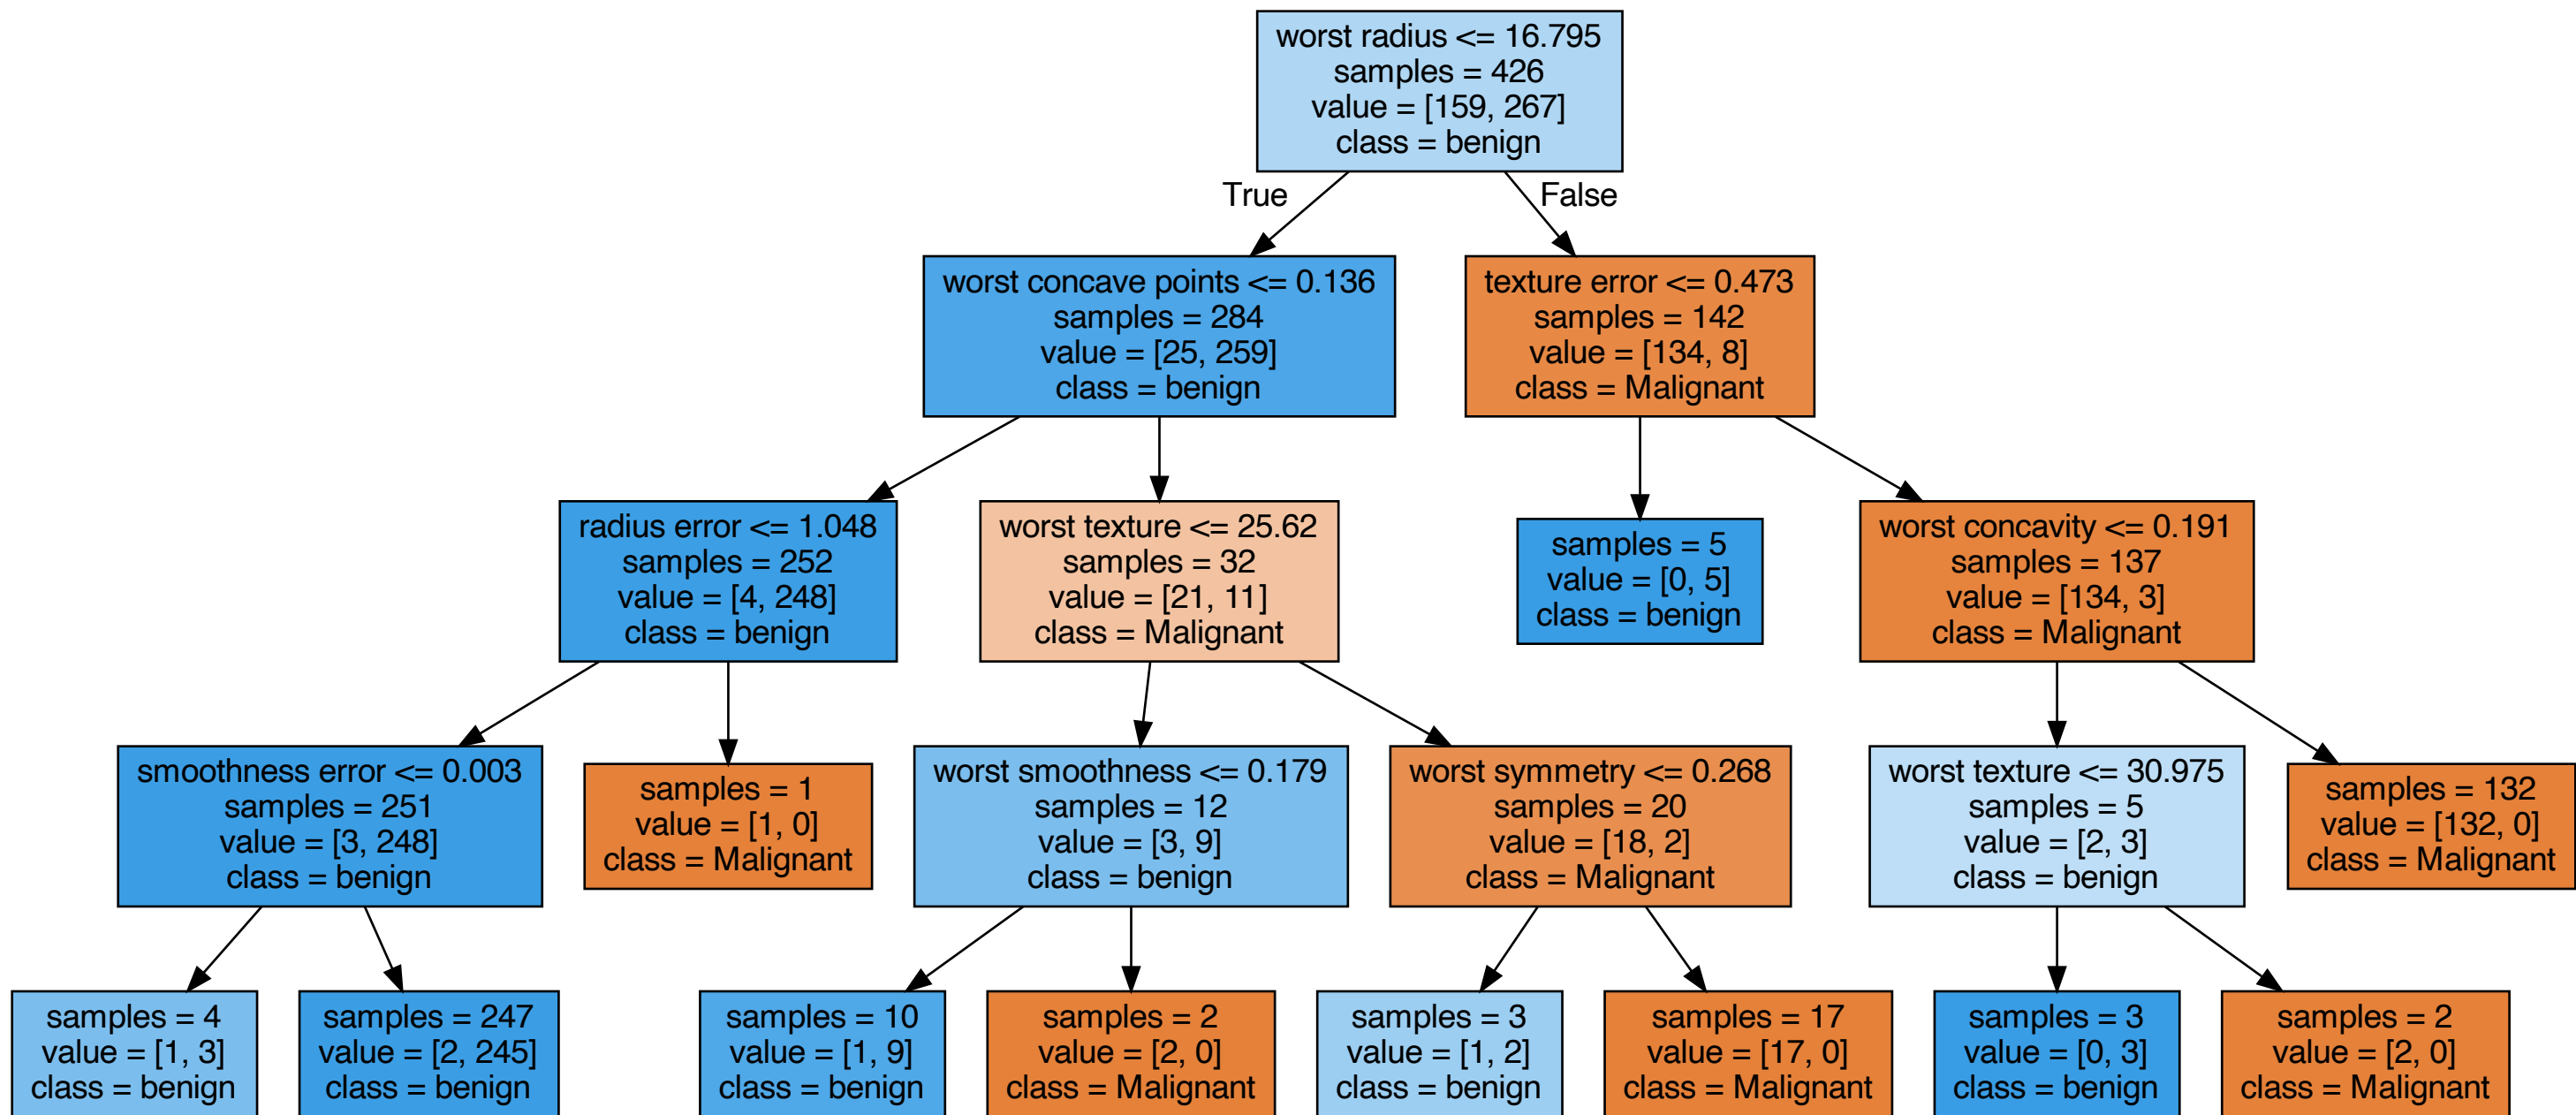 worst radius <= 16.795
samples = 426
value = [159, 267]
class = benign
True
False
worst concave points <= 0.136
samples = 284
value = [25, 259]
class = benign
texture error <= 0.473
samples = 142
value = [134, 8]
class = Malignant
radius error <= 1.048
samples = 252
value = [4, 248]
class = benign
worst texture <= 25.62
samples = 32
value = [21, 11]
class = Malignant
samples = 5
value = [0, 5]
class = benign
worst concavity <= 0.191
samples = 137
value = [134, 3]
class = Malignant
smoothness error <= 0.003
samples = 251
value = [3, 248]
class = benign
samples = 1
value = [1, 0]
class = Malignant
worst smoothness <= 0.179
samples = 12
value = [3, 9]
class = benign
worst symmetry <= 0.268
samples = 20
value = [18, 2]
class = Malignant
worst texture <= 30.975
samples = 5
value = [2, 3]
class = benign
samples = 132
value = [132, 0]
class = Malignant
samples = 4
value = [1, 3]
class = benign
samples = 247
value = [2, 245]
class = benign
samples = 10
value = [1, 9]
class = benign
samples = 2
value = [2, 0]
class = Malignant
samples = 3
value = [1, 2]
class = benign
samples = 17
value = [17, 0]
class = Malignant
samples = 3
value = [0, 3]
class = benign
samples = 2
value = [2, 0]
class = Malignant